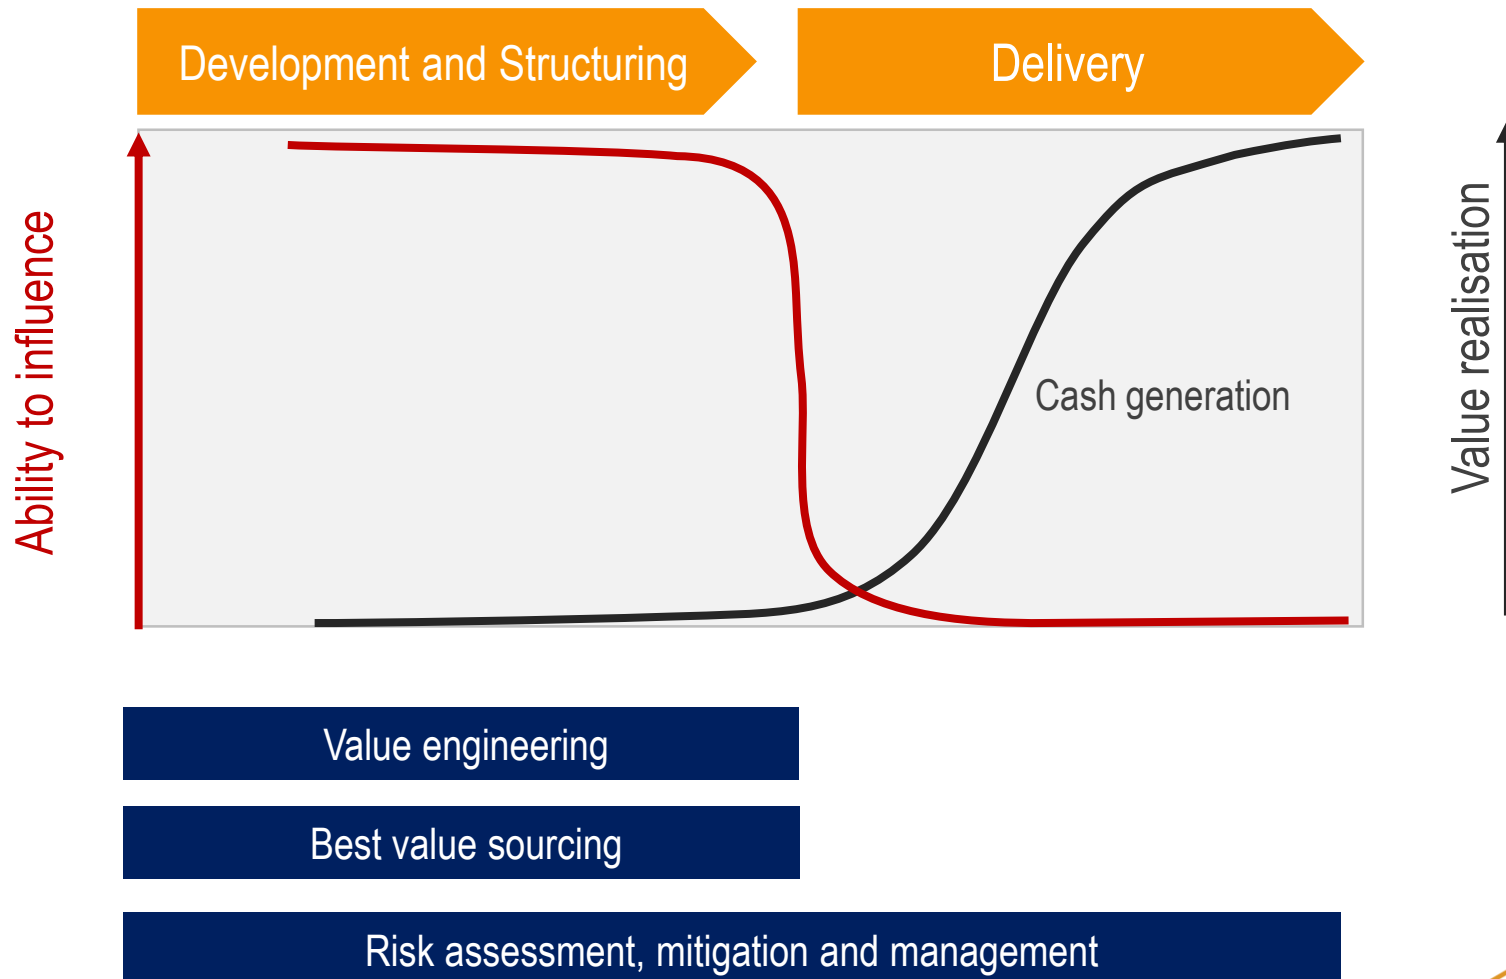 Development and Structuring
Delivery
Ability to influence
Value realisation
Cash generation
Value engineering
Best value sourcing
Risk assessment, mitigation and management